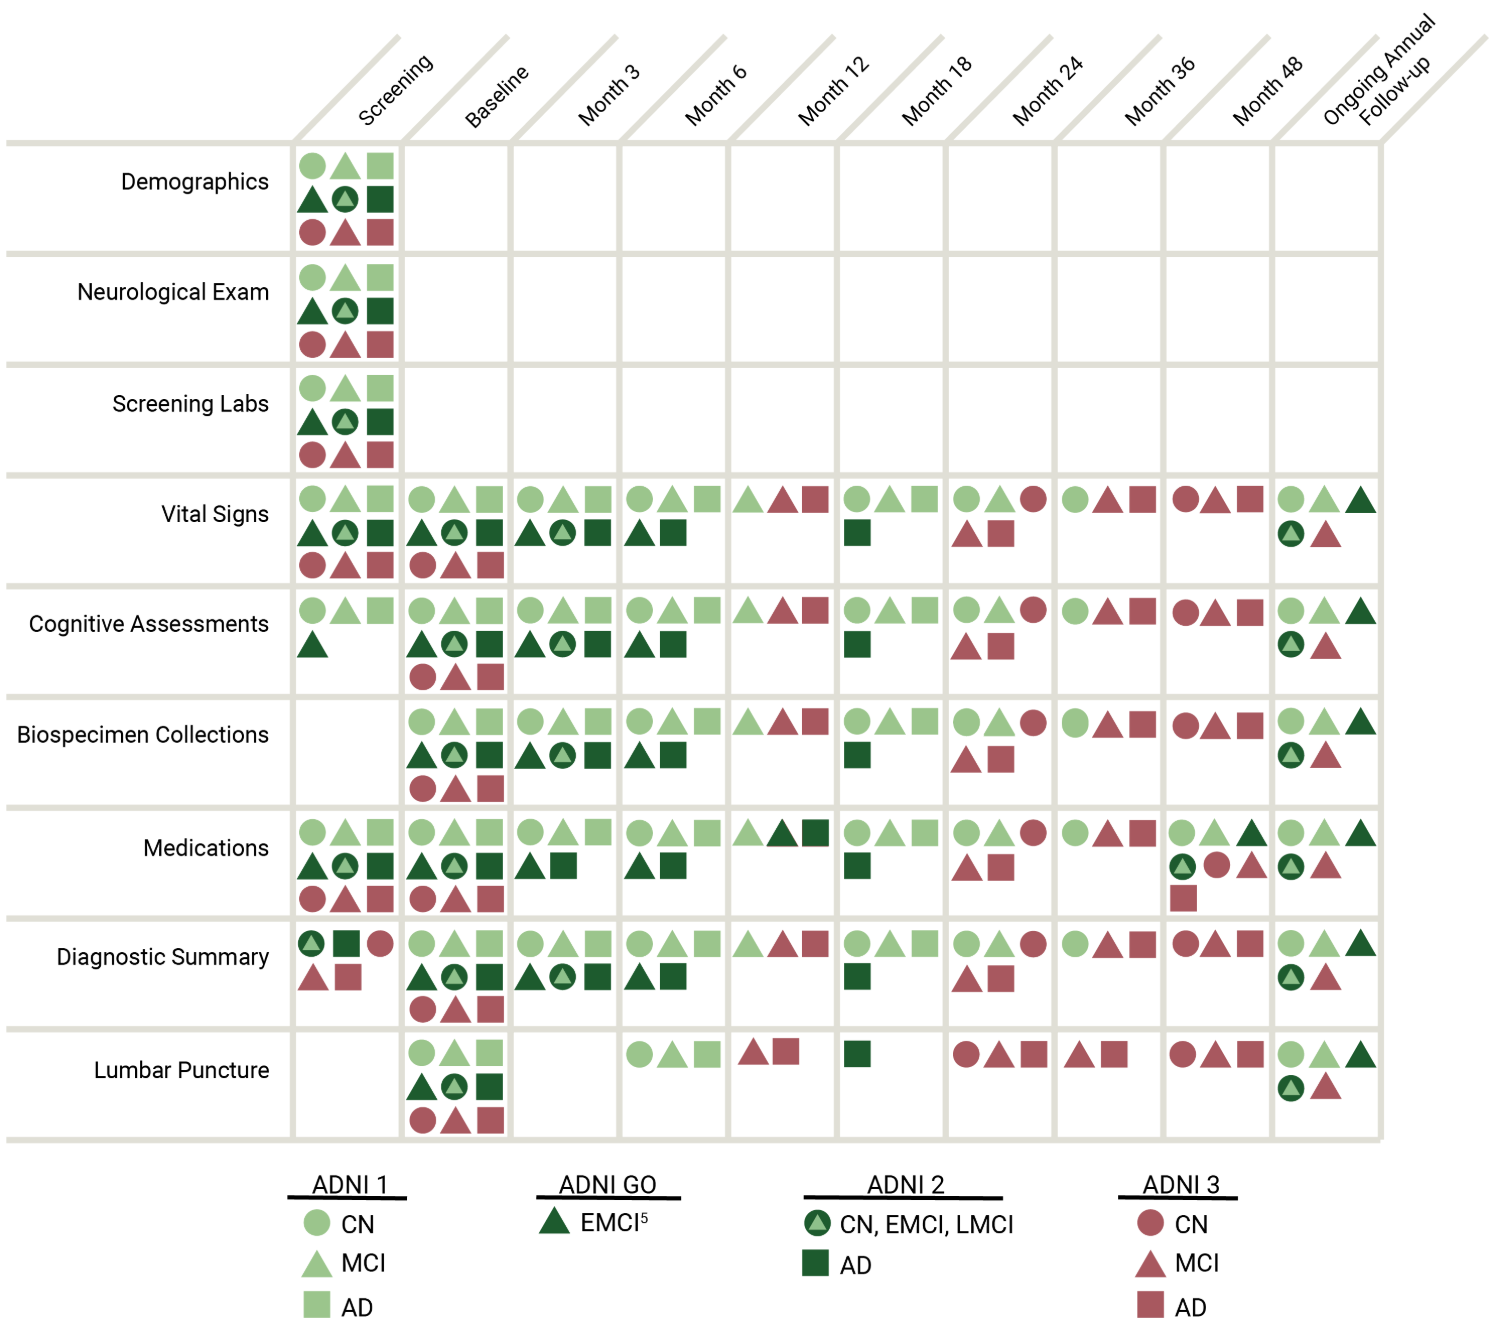 Screening
Baseline
Month 3
Month 6
Month 12
Month 18
Month 24
Month 36
Month 48
Ongoing Annual
Follow-up
Demographics
Neurological Exam
Screening Labs
Vital Signs
Cognitive Assessments
Biospecimen Collections
Medications
Diagnostic Summary
Lumbar Puncture
ADNI 1
CN
MCI
AD
ADNI GO
EMCI⁵
ADNI 2
CN, EMCI, LMCI
AD
ADNI 3
CN
MCI
AD